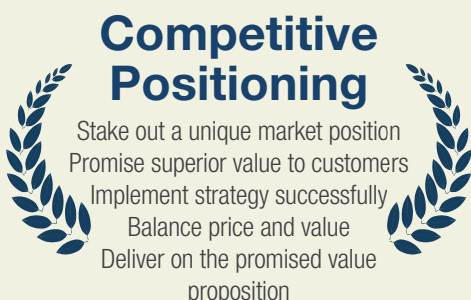 Competitive
Positioning
Stake out a unique market position
Promise superior value to customers
Implement strategy successfully
Balance price and value
Deliver on the promised value
proposition